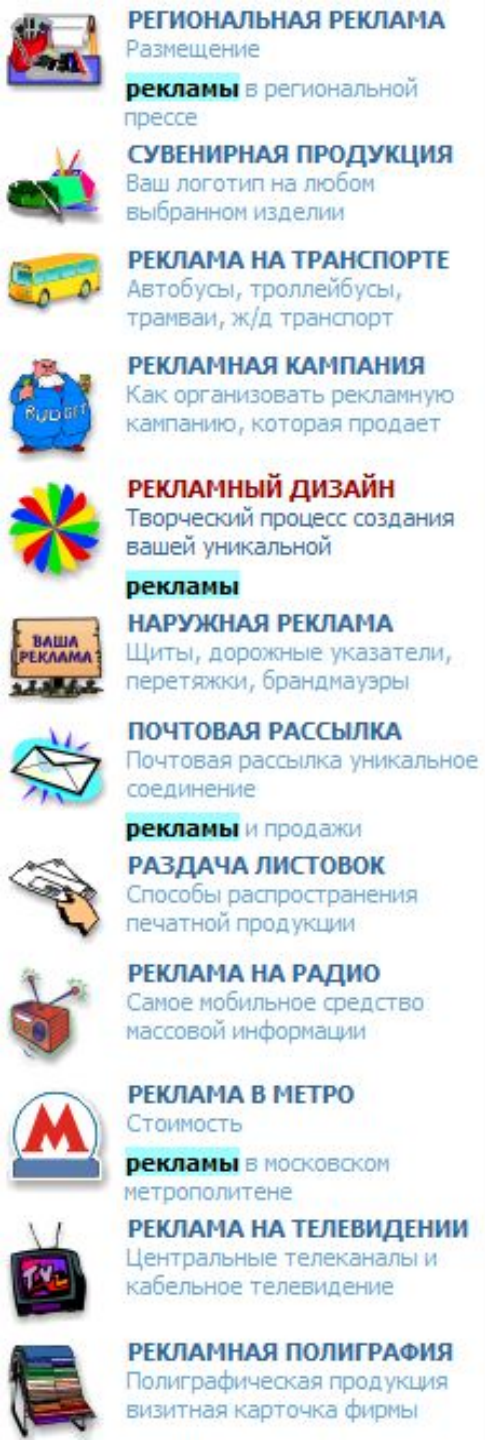 РЕГИОНАЛЬНАЯ РЕКЛАМА
Размещение
рекламы в региональной
прессе
СУВЕНИРНАЯ ПРОДУКЦИЯ
Ваш логотип на любом
выбранном изделии
РЕКЛАМА НА ТРАНСПОРТЕ
Автобусы, троллейбусы,
трамваи, ж/д транспорт
РЕКЛАМНАЯ КАМПАНИЯ
Как организовать рекламную
кампанию, которая продает
BUDGET
РЕКЛАМНЫЙ ДИЗАЙН
Творческий процесс создания
вашей уникальной
рекламы
НАРУЖНАЯ РЕКЛАМА
Щиты, дорожные указатели,
перетяжки, брандмауэры
ВАША
РЕКЛАМА
ПОЧТОВАЯ РАССЫЛКА
Почтовая рассылка уникальное
соединение
рекламы и продажи
РАЗДАЧА ЛИСТОВОК
Способы распространения
печатной продукции
РЕКЛАМА НА РАДИО
Самое мобильное средство
массовой информации
РЕКЛАМА В МЕТРО
Стоимость
рекламы в московском
метрополитене
М
РЕКЛАМА НА ТЕЛЕВИДЕНИИ
Центральные телеканалы и
кабельное телевидение
TV
РЕКЛАМНАЯ ПОЛИГРАФИЯ
Полиграфическая продукция
визитная карточка фирмы